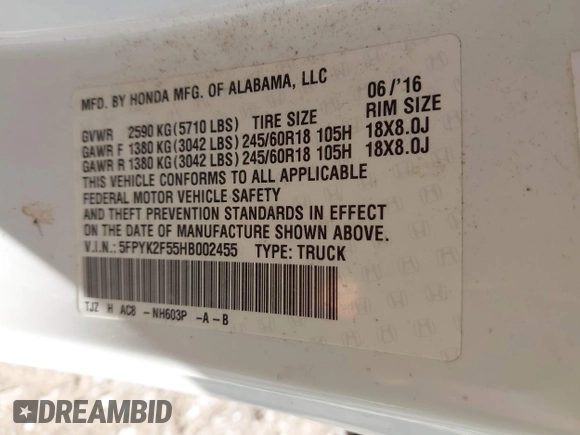 MFD. BY HONDA MFG. OF ALABAMA, LLC 06 /'16
GVWR 2590 KG (5710 LBS) TIRE SIZE RIM SIZE
GAWR F 1380 KG (3042 LBS) 245/60R18 105H 18X8.0J
GAWR R 1380 KG (3042 LBS) 245/60R18 105H 18X8.0J
THIS VEHICLE CONFORMS TO ALL APPLICABLE
FEDERAL MOTOR VEHICLE SAFETY
AND THEFT PREVENTION STANDARDS IN EFFECT
ON THE DATE OF MANUFACTURE SHOWN ABOVE.
V.I.N.: 5FPYK2F55HB002455 TYPE: TRUCK
TJZ H AC8 - NH603P -A - B
DREAMBID